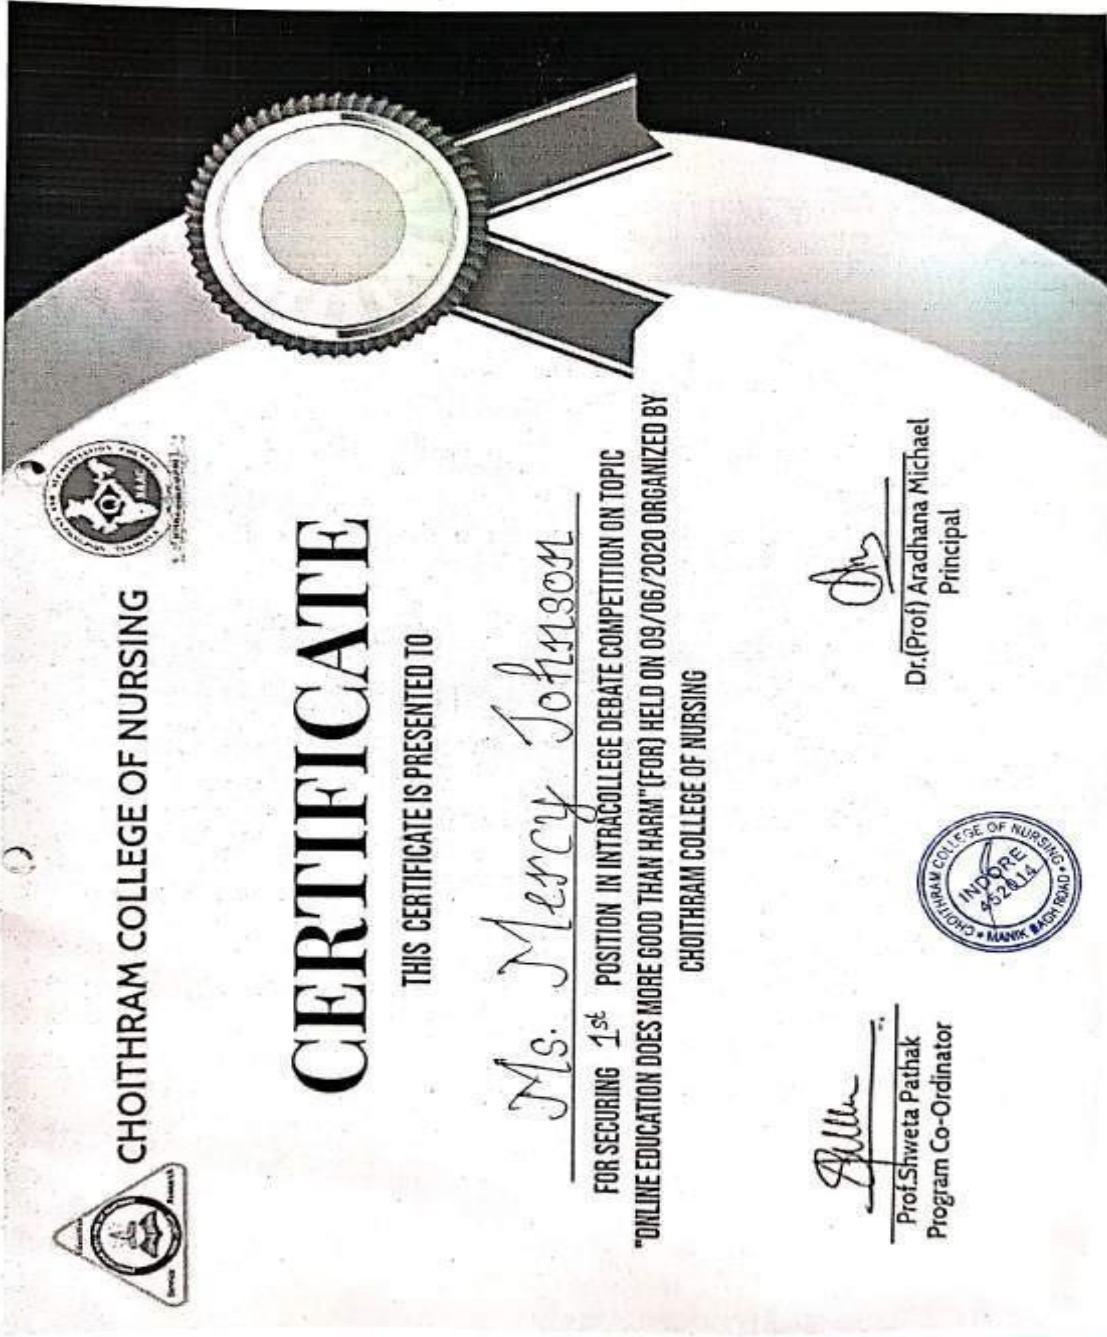 CHOITHRAM COLLEGE OF NURSING
CERTIFICATE
THIS CERTIFICATE IS PRESENTED TO
Ms. Mercy Johnson
FOR SECURING 1st POSITION IN INTRACOLLEGE DEBATE COMPETITION ON TOPIC
"ONLINE EDUCATION DOES MORE GOOD THAN HARM"(FOR) HELD ON 09/06/2020 ORGANIZED BY
CHOITHRAM COLLEGE OF NURSING
Prof.Shweta Pathak
Program Co-Ordinator
CHOITHRAM COLLEGE OF NURSING
INDORE
452014
MANIK BAGH ROAD
Dr.(Prof) Aradhana Michael
Principal
Education
Service
Research